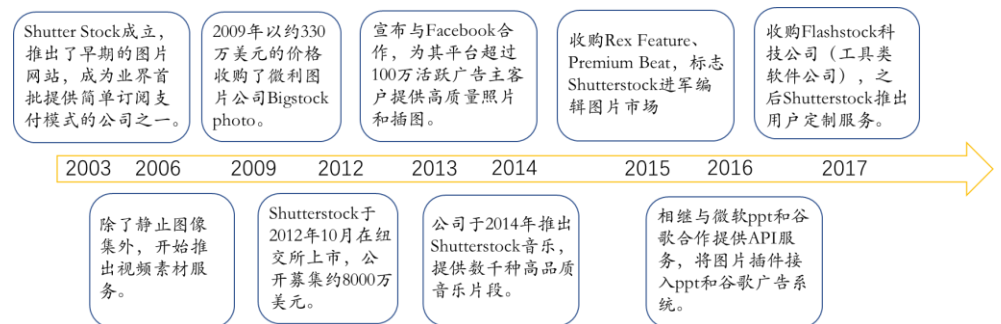 Shutter Stock成立，
推出了早期的图片
网站，成为业界首
批提供简单订阅支
付模式的公司之一。
2009年以约330
万美元的价格
收购了微利图
片公司Bigstock
photo。
宣布与Facebook合
作，为其平台超过
100万活跃广告主客
户提供高质量照片
和插图。
收购Rex Feature、
Premium Beat，标志
Shutterstock进军编
辑图片市场
收购Flashstock科
技公司（工具类
软件公司），之
后Shutterstock推出
用户定制服务。
2003 2006 2009 2012 2013 2014 2015 2016 2017
除了静止图像
集外，开始推
出视频素材服
务。
Shutterstock于
2012年10月在纽
交所上市，公
开募集约8000万
美元。
公司于2014年推出
Shutterstock音乐，
提供数千种高品质
音乐片段。
相继与微软ppt和谷
歌合作提供API服
务，将图片插件接
入ppt和谷歌广告系
统。